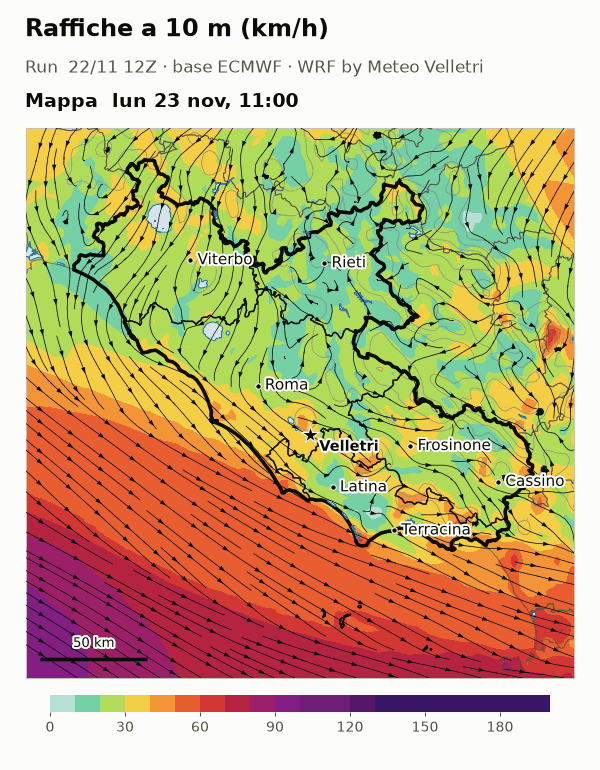 Raffiche a 10 m (km/h)
Run  22/11 12Z · base ECMWF · WRF by Meteo Velletri
Mappa  lun 23 nov, 11:00
Viterbo
Rieti
Roma
Velletri
Frosinone
Cassino
Latina
Terracina
50 km
0 30 60 90 120 150 180